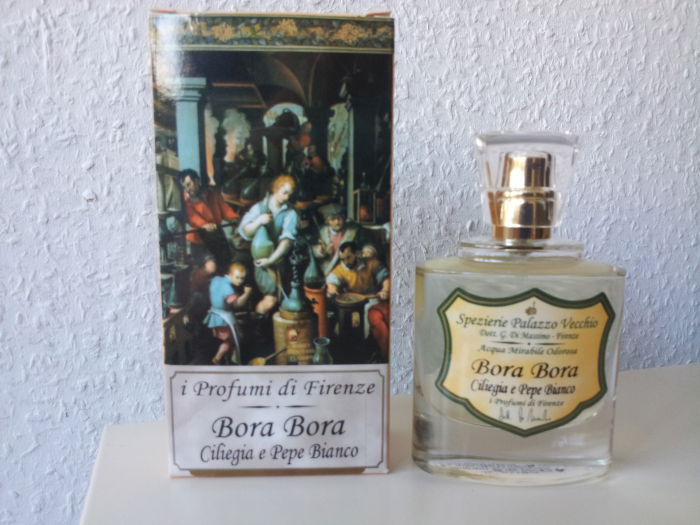 i Profumi di Firenze
Bora Bora
Ciliegia e Pepe Bianco
Spezierie Palazzo Vecchio
Dott. G. Di Massimo - Firenze
Acqua Mirabile Odorosa
Bora Bora
Ciliegia e Pepe Bianco
i Profumi di Firenze